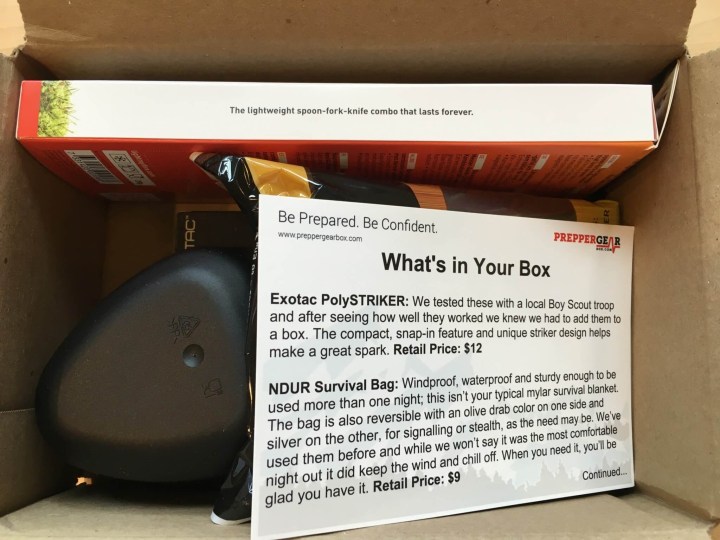 The lightweight spoon-fork-knife combo that lasts forever.
TAC
Be Prepared. Be Confident.
www.preppergearbox.com
PREPPERGEAR
What's in Your Box
Exotac PolySTRIKER: We tested these with a local Boy Scout troop
and after seeing how well they worked we knew we had to add them to
a box. The compact, snap-in feature and unique striker design helps
make a great spark. Retail Price: $12
NDUR Survival Bag: Windproof, waterproof and sturdy enough to be
used more than one night; this isn't your typical mylar survival blanket.
The bag is also reversible with an olive drab color on one side and
silver on the other, for signalling or stealth, as the need may be. We've
used them before and while we won't say it was the most comfortable
night out it did keep the wind and chill off. When you need it, you'll be
glad you have it. Retail Price: $9
Continued...